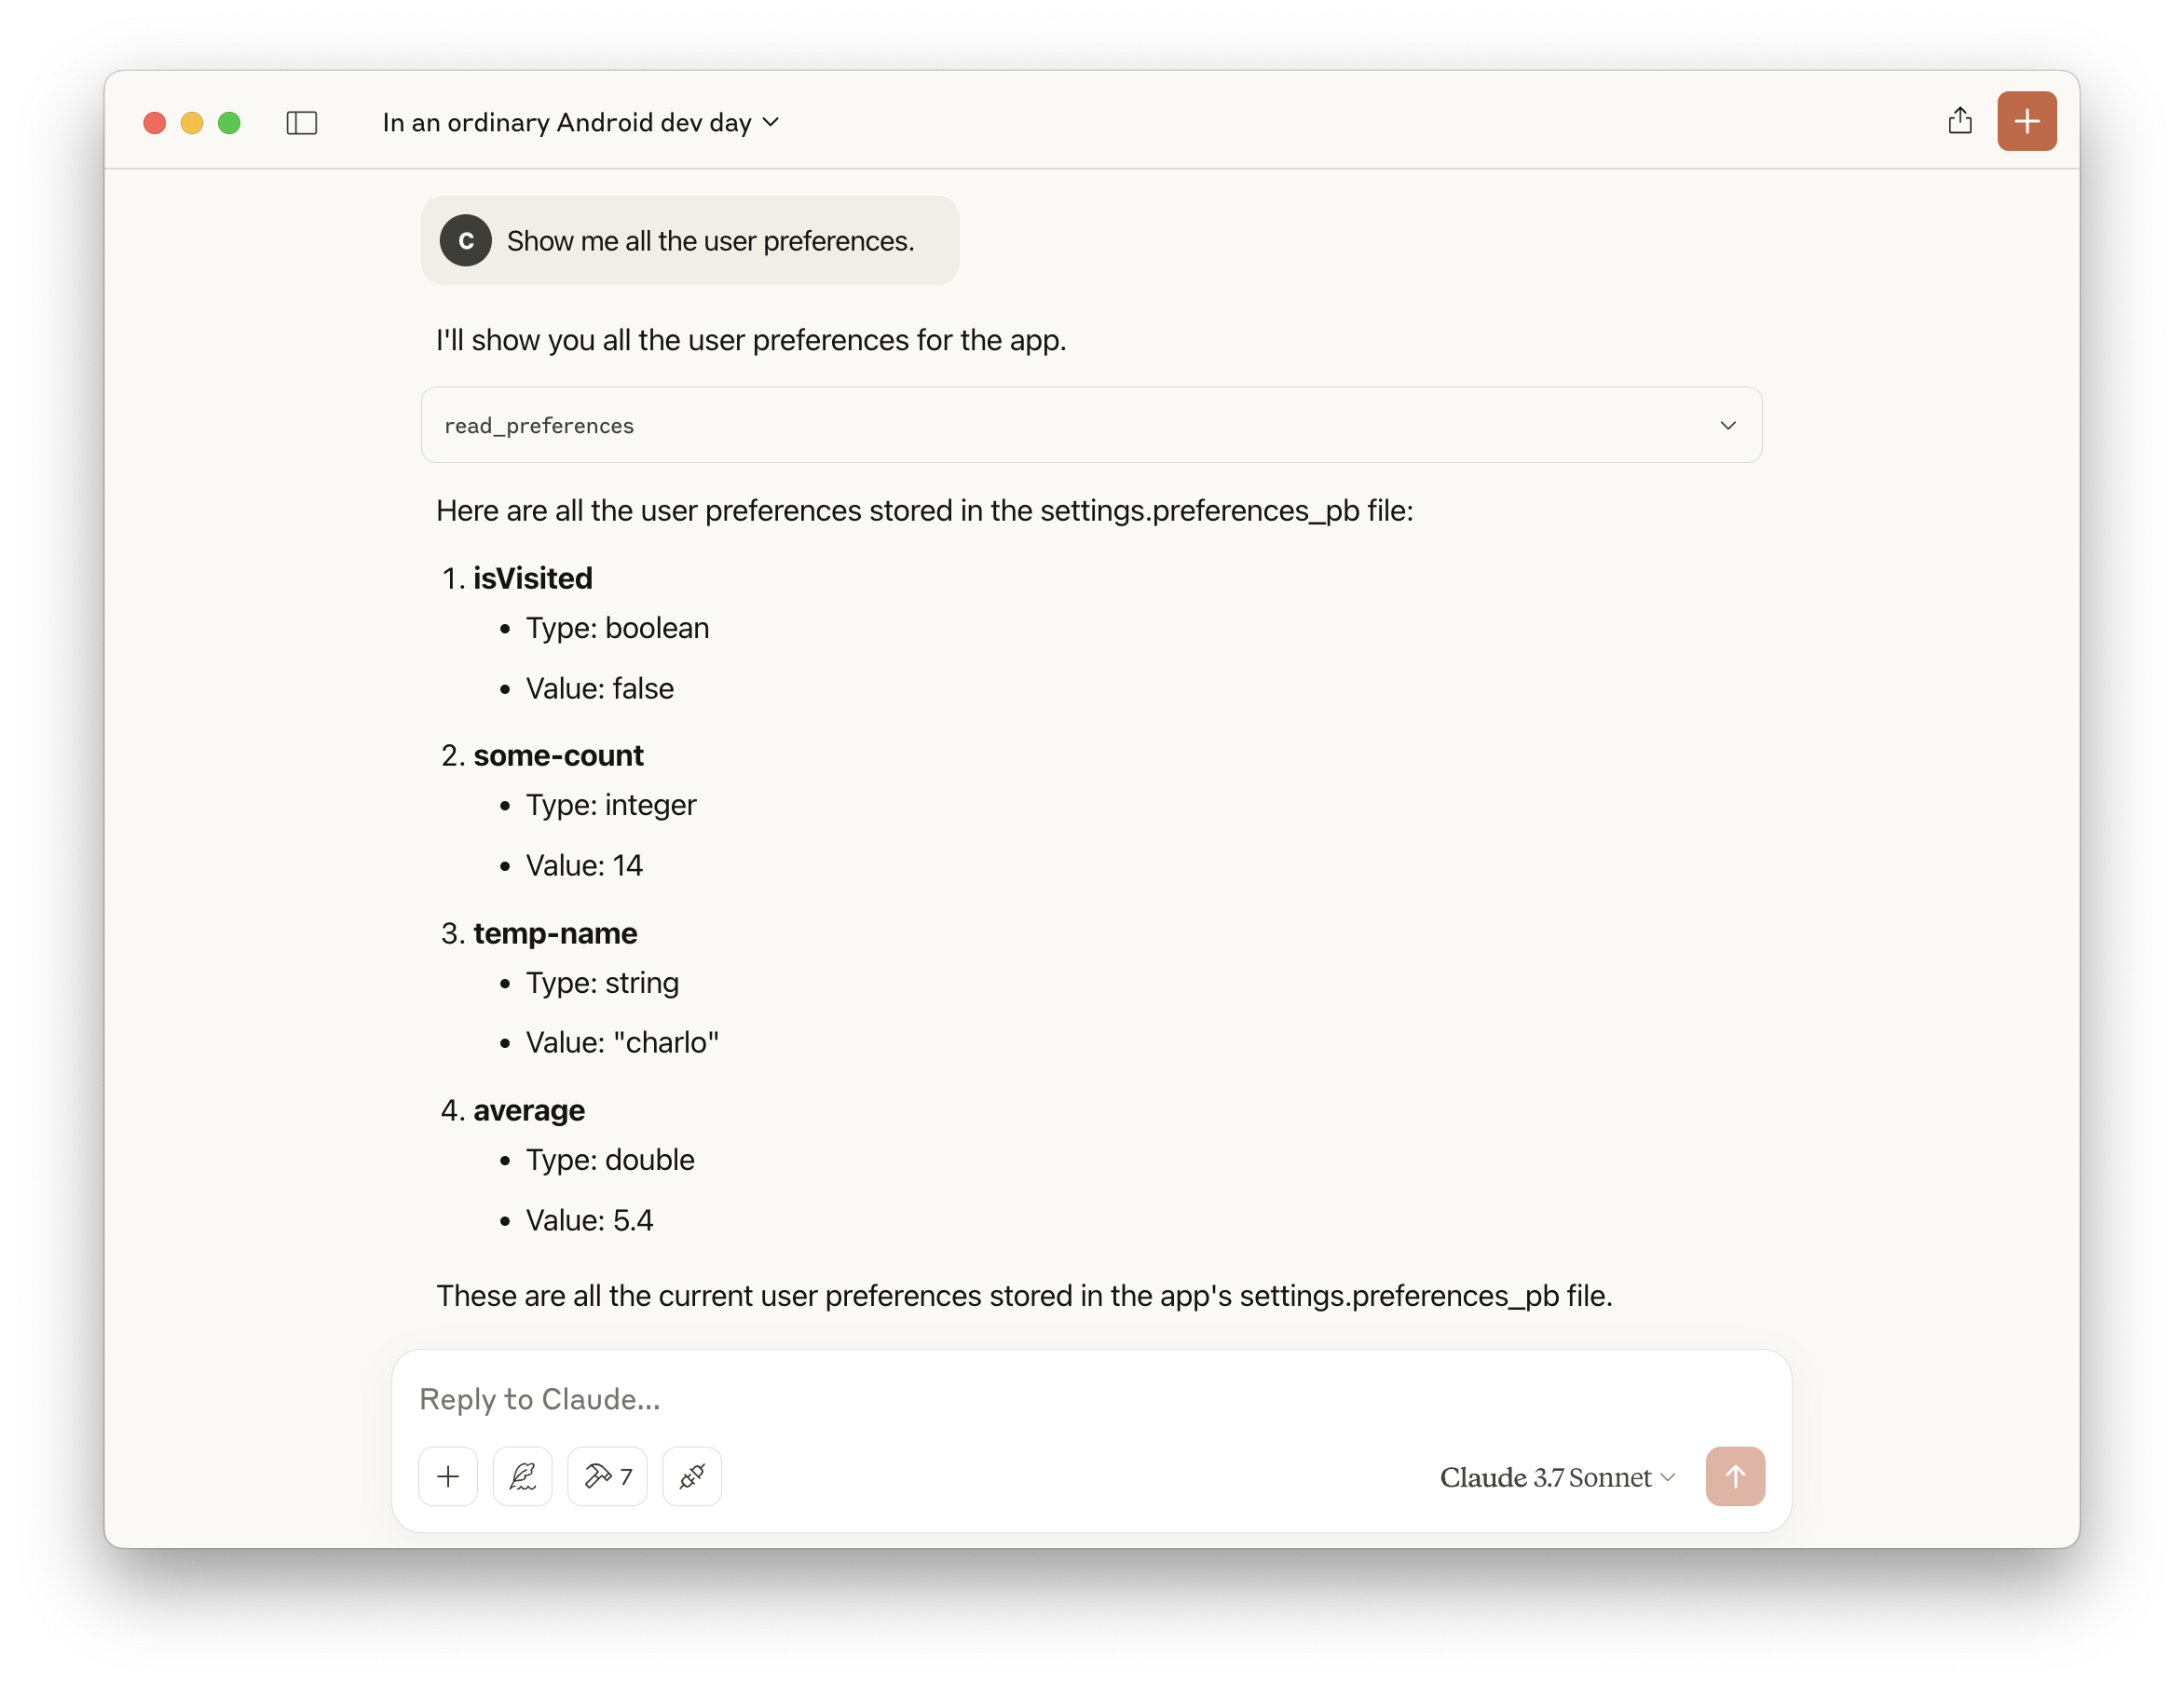 In an ordinary Android dev day
C
Show me all the user preferences.
I'll show you all the user preferences for the app.
read_preferences
Here are all the user preferences stored in the settings.preferences_pb file:
1. isVisited
• Type: boolean
• Value: false
2. some-count
• Type: integer
• Value: 14
3. temp-name
• Type: string
• Value: "charlo"
4. average
• Type: double
• Value: 5.4
These are all the current user preferences stored in the app's settings.preferences_pb file.
Reply to Claude...
7
Claude 3.7 Sonnet